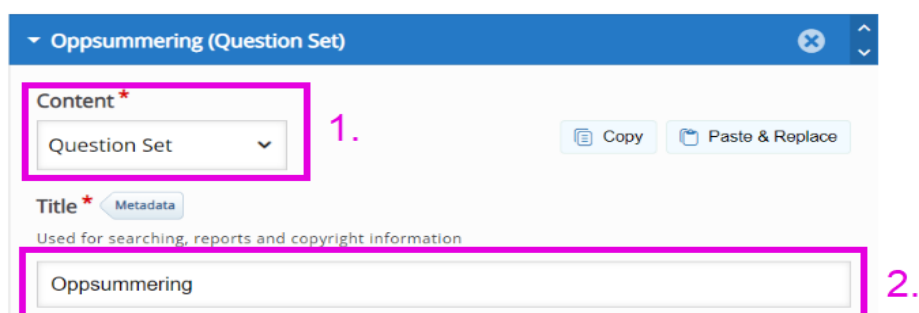 Oppsummering (Question Set)
Content *
Question Set
1.
Copy
Paste & Replace
Title * Metadata
Used for searching, reports and copyright information
Oppsummering
2.